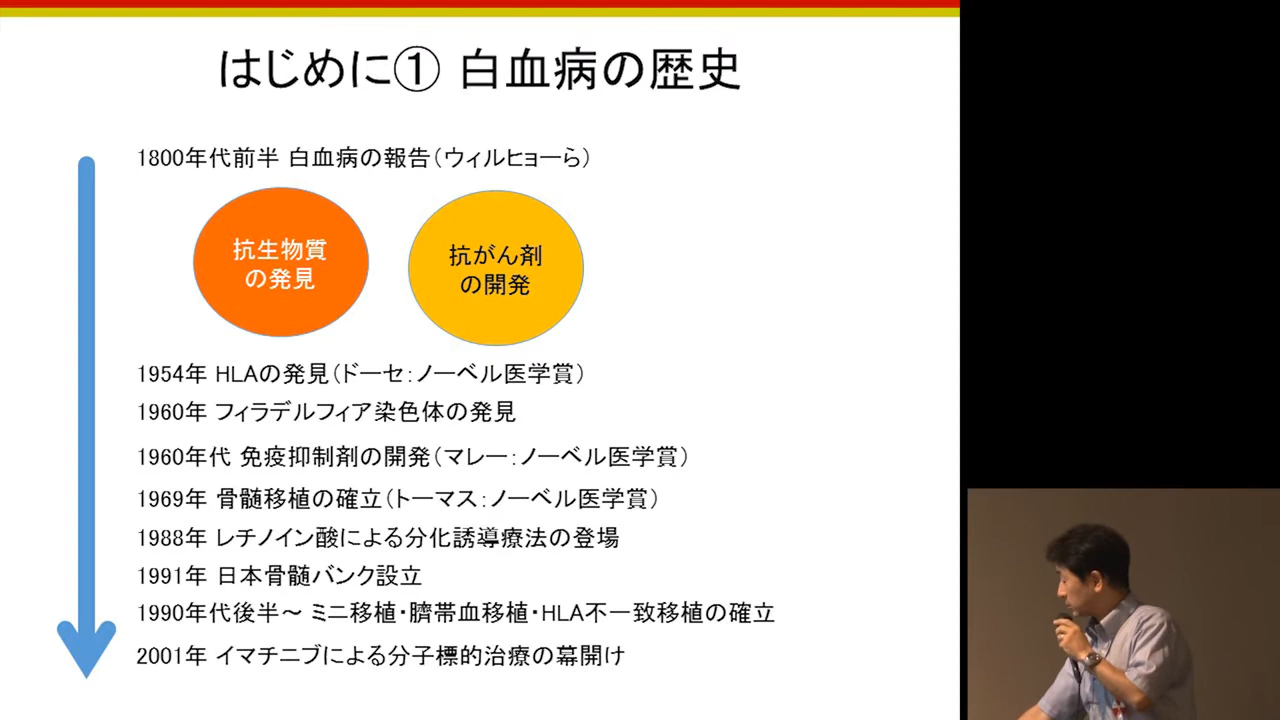 はじめに① 白血病の歴史
1800年代前半 白血病の報告（ウィルヒョーら）
抗生物質
の発見
抗がん剤
の開発
1954年 HLAの発見（ドーセ：ノーベル医学賞）
1960年 フィラデルフィア染色体の発見
1960年代 免疫抑制剤の開発（マレー：ノーベル医学賞）
1969年 骨髄移植の確立（トーマス：ノーベル医学賞）
1988年 レチノイン酸による分化誘導療法の登場
1991年 日本骨髄バンク設立
1990年代後半～ ミニ移植・臍帯血移植・HLA不一致移植の確立
2001年 イマチニブによる分子標的治療の幕開け